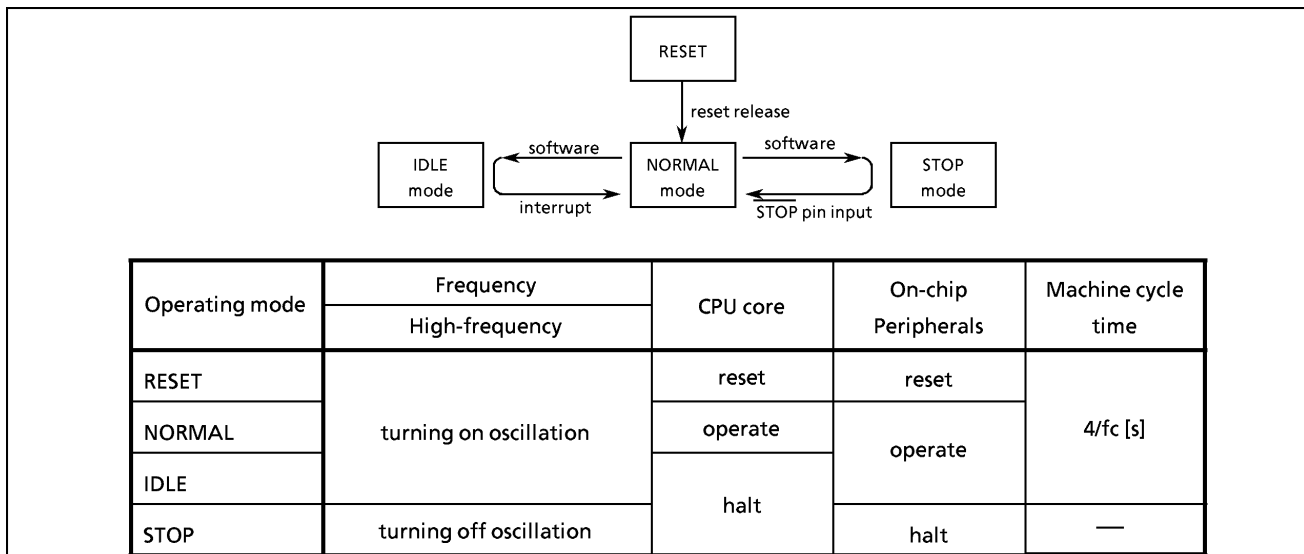 RESET
reset release
software
software
IDLE
mode
NORMAL
mode
STOP
mode
interrupt
STOP pin input
Operating mode
Frequency
High-frequency
CPU core
On-chip
Peripherals
Machine cycle
time
RESET
turning on oscillation
reset
reset
4/fc [s]
NORMAL
operate
operate
IDLE
halt
STOP
turning off oscillation
halt
—